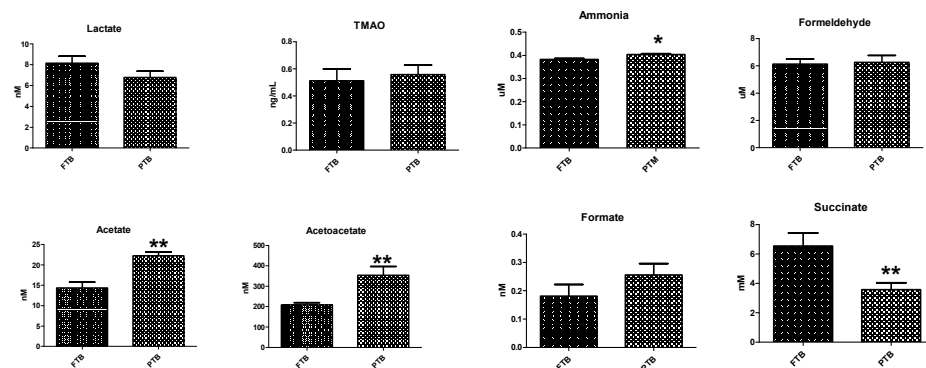 Lactate
10
8
6
4
2
0
nM
FTB
PTB
TMAO
0.8
0.6
0.4
0.2
0.0
ng/mL
FTB
PTB
Ammonia
0.5
0.4
0.3
0.2
0.1
0.0
uM
*
FTB
PTM
Formeldehyde
8
6
4
2
0
uM
FTB
PTB
Acetate
25
20
15
10
5
0
nM
**
FTB
PTB
Acetoacetate
500
400
300
200
100
0
nM
**
FTB
PTB
Formate
0.4
0.3
0.2
0.1
0.0
nM
FTB
PTB
Succinate
8
6
4
2
0
mM
**
FTB
PTB